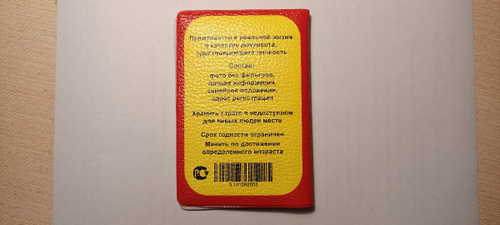 Применяется в реальной жизни
в качестве документа,
удостоверяющего личность
Состав:
фото без фильтров,
личная информация,
семейное положение,
адрес регистрации
Хранить строго в недоступном
для левых людей месте
Срок годности ограничен
Менять по достижении
определенного возраста